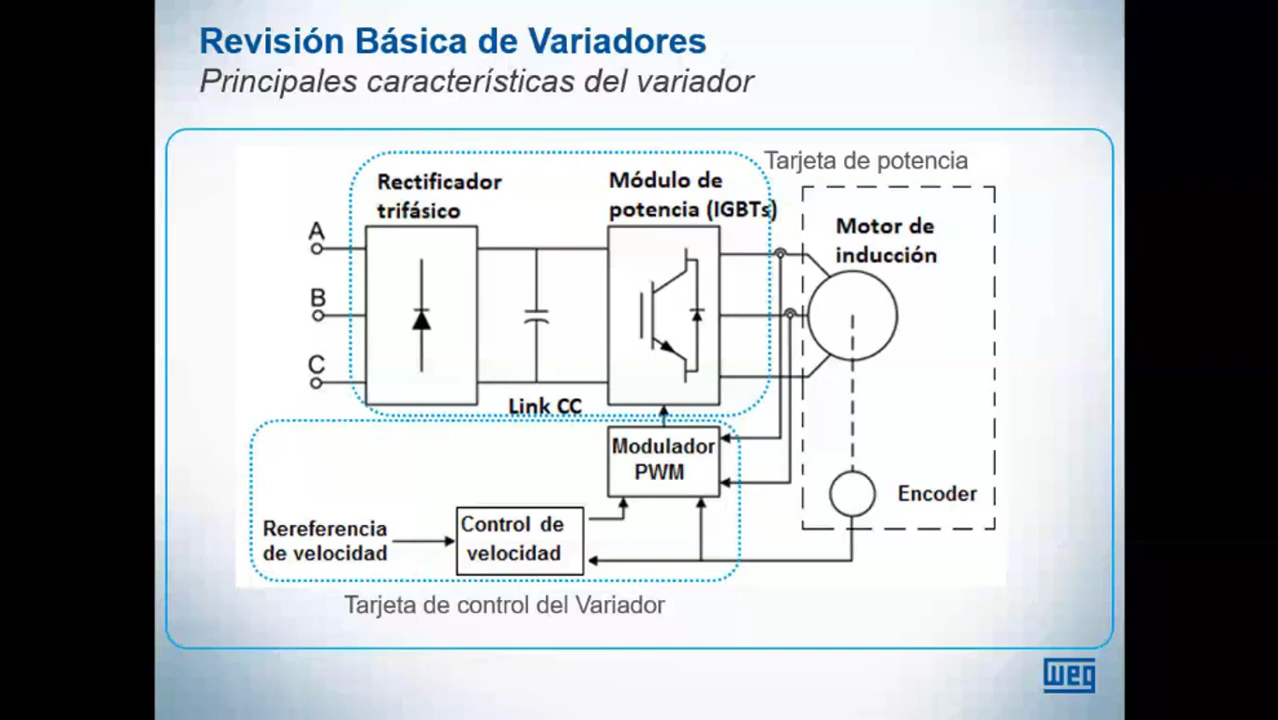 Revisión Básica de Variadores
Principales características del variador
Tarjeta de potencia
Rectificador
trifásico
Módulo de
potencia (IGBTs)
Motor de
inducción
A
B
C
Link CC
Modulador
PWM
Encoder
Rereferencia
de velocidad
Control de
velocidad
Tarjeta de control del Variador
WEG